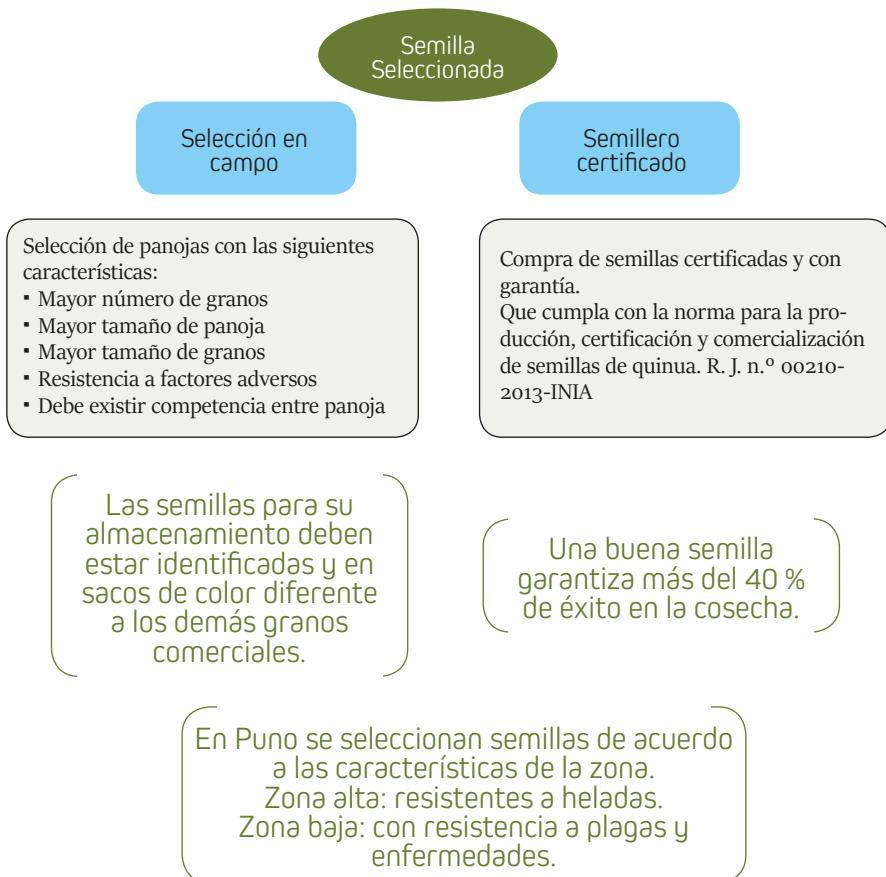 Semilla
Seleccionada
Selección en
campo
Semillero
certificado
Selección de panojas con las siguientes
características:
▪ Mayor número de granos
▪ Mayor tamaño de panoja
▪ Mayor tamaño de granos
▪ Resistencia a factores adversos
▪ Debe existir competencia entre panoja
Compra de semillas certificadas y con
garantía.
Que cumpla con la norma para la pro-
ducción, certificación y comercialización
de semillas de quinua. R. J. n.º 00210-
2013-INIA
Las semillas para su
almacenamiento deben
estar identificadas y en
sacos de color diferente
a los demás granos
comerciales.
Una buena semilla
garantiza más del 40 %
de éxito en la cosecha.
En Puno se seleccionan semillas de acuerdo
a las características de la zona.
Zona alta: resistentes a heladas.
Zona baja: con resistencia a plagas y
enfermedades.